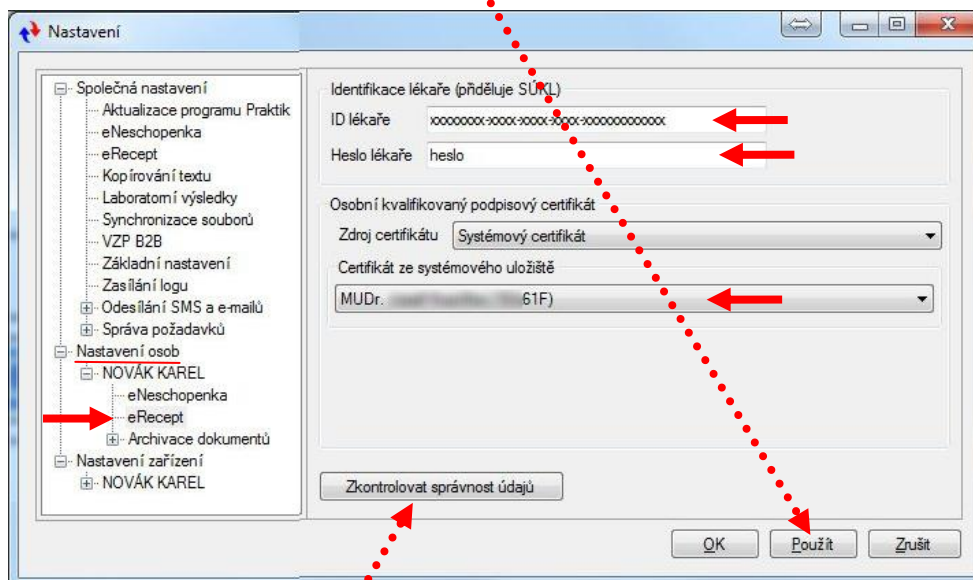 Nastavení
Společná nastavení
Aktualizace programu Praktik
eNeschopenka
eRecept
Kopírování textu
Laboratorní výsledky
Synchronizace souborů
VZP B2B
Základní nastavení
Zasílání logu
Odesílání SMS a e-mailů
Správa požadavků
Nastavení osob
NOVÁK KAREL
eNeschopenka
eRecept
Archivace dokumentů
Nastavení zařízení
NOVÁK KAREL
Identifikace lékaře (přiděluje SÚKL)
ID lékaře xxxxxxxx-xxxx-xxxx-xxxx-xxxxxxxxxxxx
Heslo lékaře heslo
Osobní kvalifikovaný podpisový certifikát
Zdroj certifikátu Systémový certifikát
Certifikát ze systémového uložiště
MUDr. 61F)
Zkontrolovat správnost údajů
OK Použít Zrušit